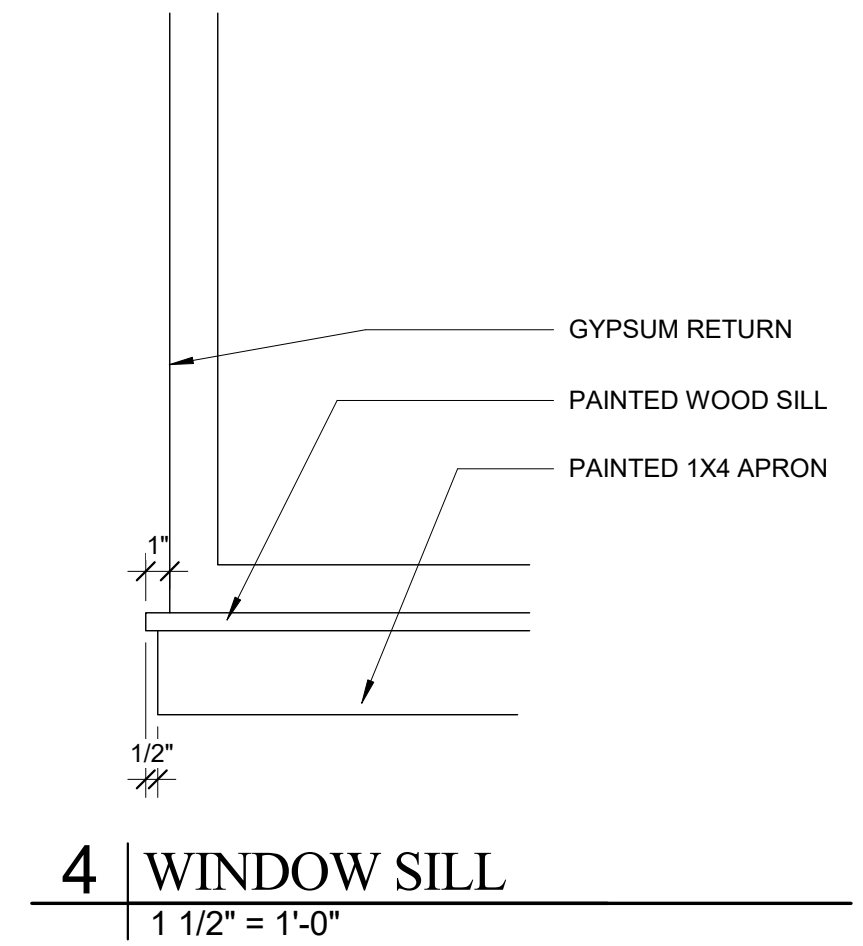 GYPSUM RETURN
PAINTED WOOD SILL
PAINTED 1X4 APRON
1"
1/2"
4 WINDOW SILL
1 1/2" = 1'-0"